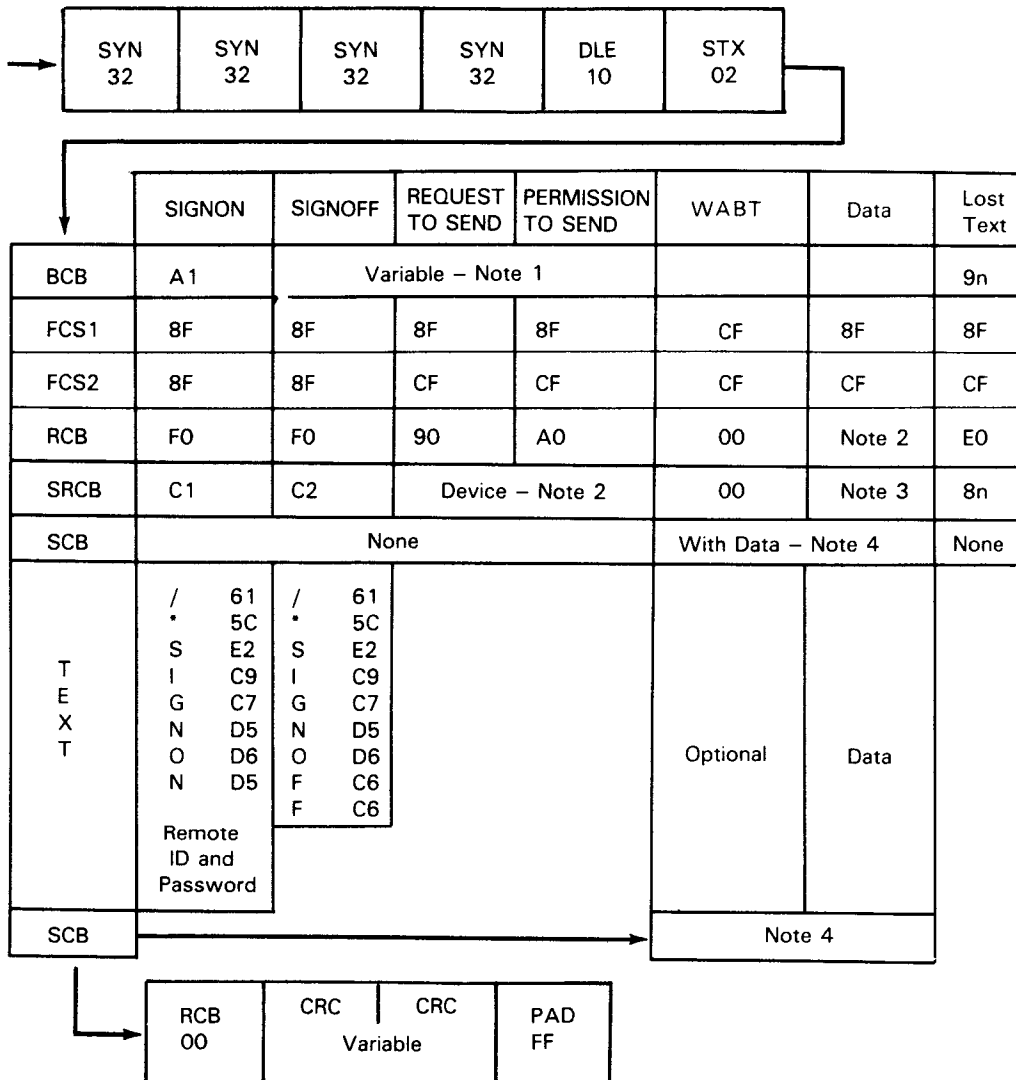 SYN SYN SYN SYN DLE STX
32 32 32 32 10 02
SIGNON SIGNOFF REQUEST TO SEND PERMISSION TO SEND WABT Data Lost Text
BCB A1 Variable – Note 1 9n
FCS1 8F 8F 8F 8F CF 8F 8F
FCS2 8F 8F CF CF CF CF CF
RCB F0 F0 90 A0 00 Note 2 E0
SRCB C1 C2 Device – Note 2 00 Note 3 8n
SCB None With Data – Note 4 None
TEXT
/ 61 / 61
* 5C * 5C
S E2 S E2
I C9 I C9
G C7 G C7
N D5 N D5
O D6 O D6
N D5 F C6
F C6
Optional Data
Remote
ID and
Password
SCB Note 4
RCB CRC CRC PAD
00 Variable FF